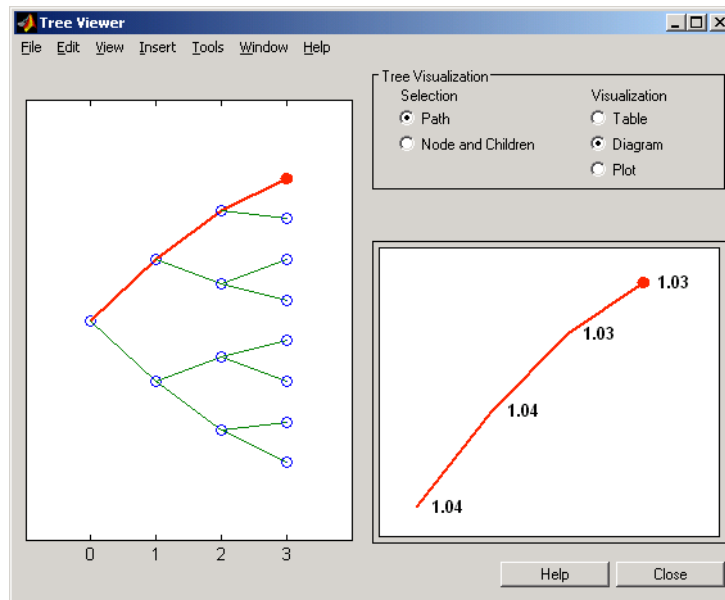 Tree Viewer
File Edit View Insert Tools Window Help
Tree Visualization
Selection
Path
Node and Children
Visualization
Table
Diagram
Plot
0 1 2 3
1.03
1.03
1.04
1.04
Help Close